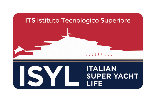 ITS Istituto Tecnologico Superiore
ISYL
ITALIAN
SUPER YACHT
LIFE